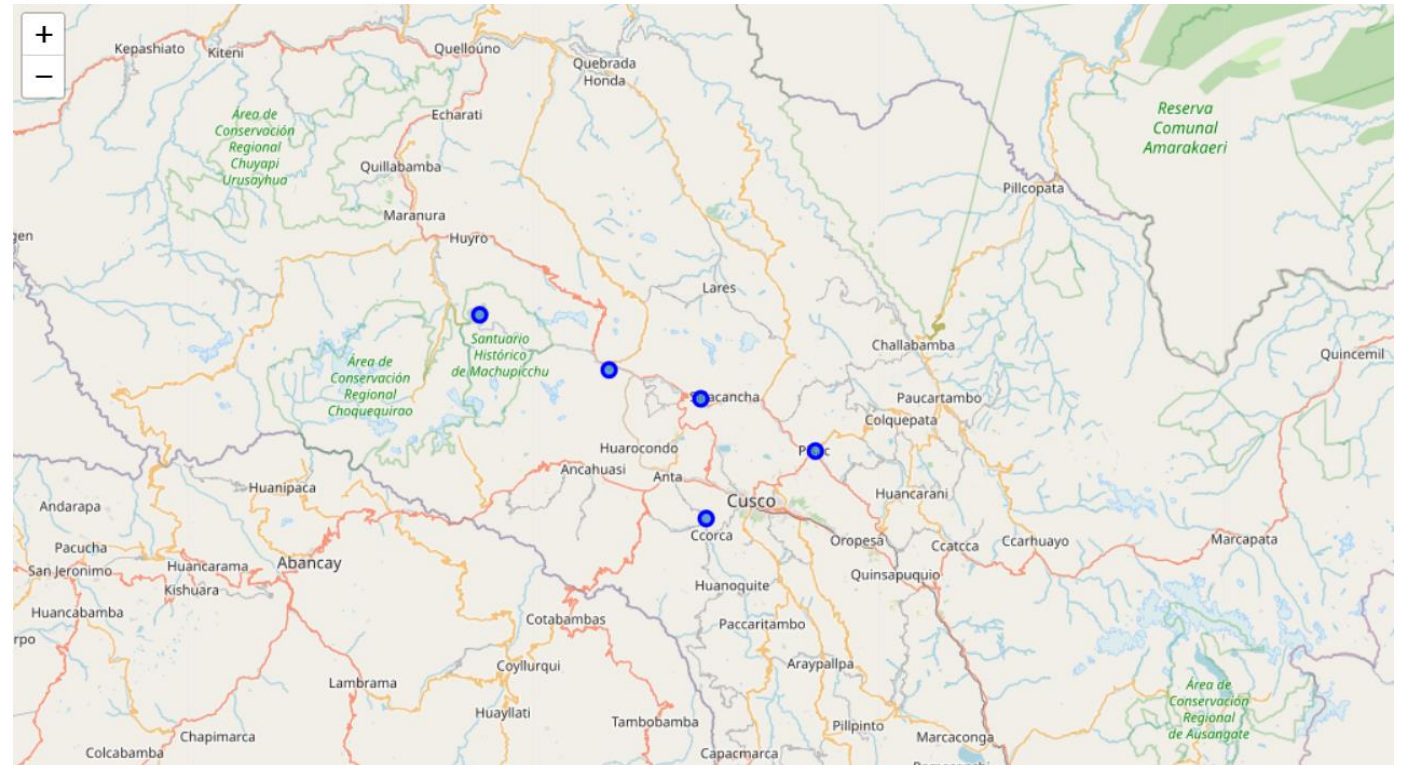 +
−
Kepashiato
Kiteni
Quelloúno
Quebrada
Honda
Área de
Conservación
Regional
Chuyapi
Urusayhua
Echarati
Reserva
Comunal
Amarakaeri
Quillabamba
Pillcopata
Maranura
Huyro
Lares
Santuario
Histórico
de Machupicchu
Área de
Conservación
Regional
Choquequirao
Challabamba
Quincemil
Paucartambo
Colquepata
Huarocondo
Ancahuasi
Anta
Huanipaca
Cusco
Huancarani
Andarapa
Ccorca
Oropesa
Ccatcca
Ccarhuayo
Marcapata
Pacucha
San Jeronimo
Huancarama
Abancay
Kishuara
Huanoquite
Quinsapuquio
Huancabamba
Cotabambas
Paccaritambo
Coyllurqui
Araypallpa
Lambrama
Área de
Conservación
Regional
de Ausangate
Huayllati
Tambobamba
Pillpinto
Marcaconga
Chapimarca
Colcabamba
Capacmarca